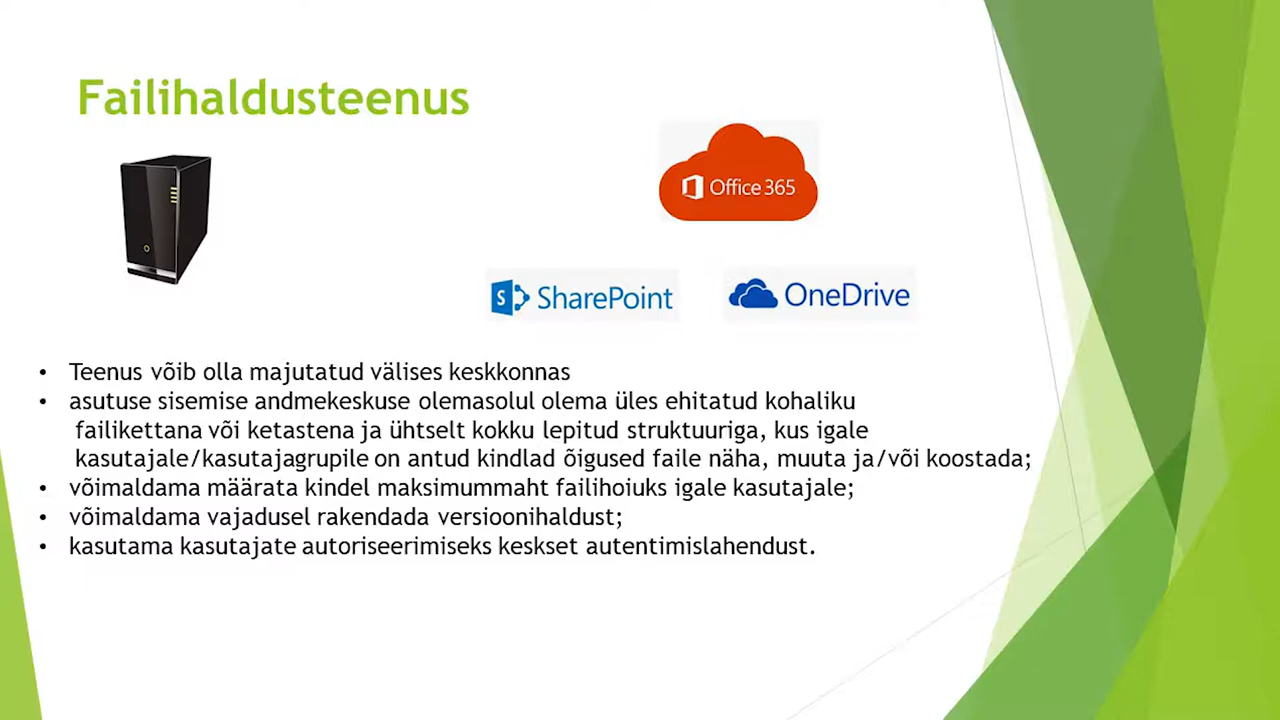 Failihaldusteenus
Office 365
SharePoint
OneDrive
• Teenus võib olla majutatud välises keskkonnas
• asutuse sisemise andmekeskuse olemasolul olema üles ehitatud kohaliku
failikettana või ketastena ja ühtselt kokku lepitud struktuuriga, kus igale
kasutajale/kasutajagrupile on antud kindlad õigused faile näha, muuta ja/või koostada;
• võimaldama määrata kindel maksimummaht failihoiuks igale kasutajale;
• võimaldama vajadusel rakendada versioonihaldust;
• kasutama kasutajate autoriseerimiseks keskset autentimislahendust.